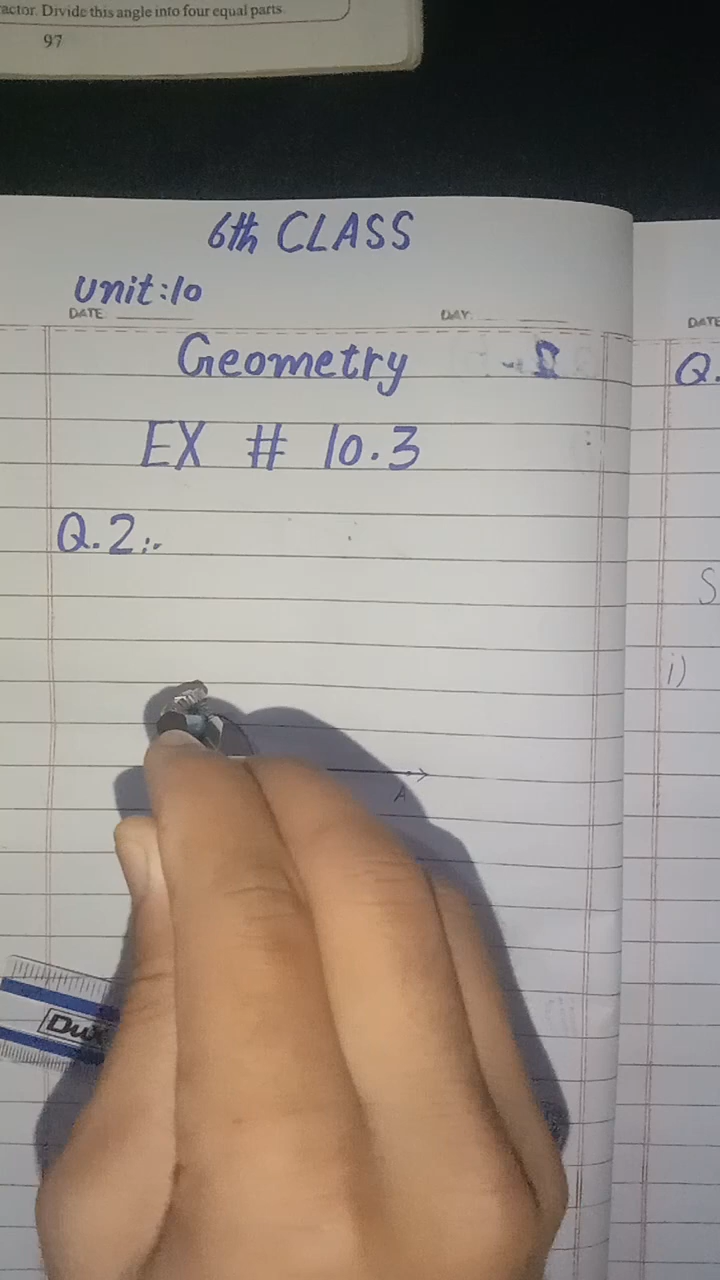 actor. Divide this angle into four equal parts.
97
6th CLASS
Unit:10
DATE
DAY
DATE
Geometry
Q.
EX # 10.3
Q.2:-
S
i)
A